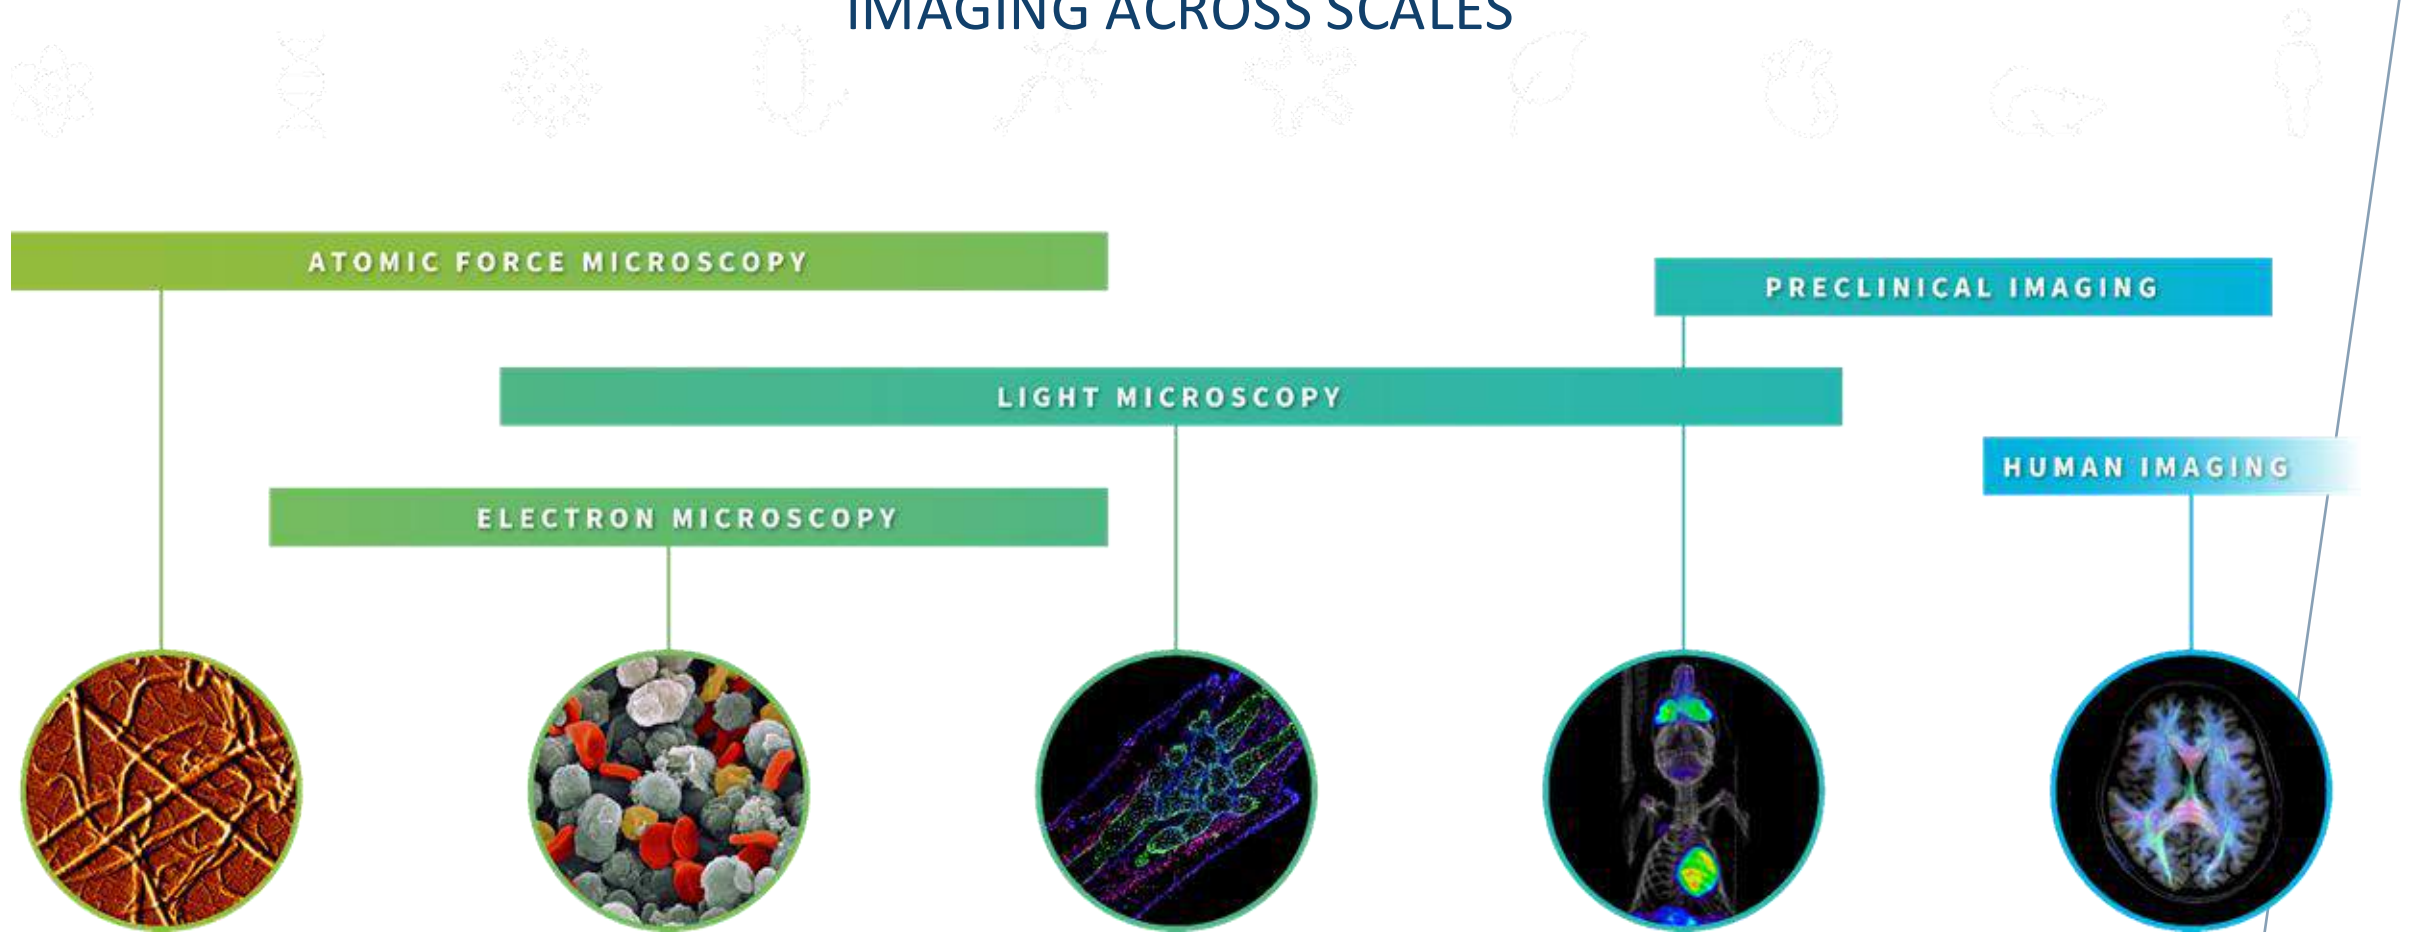 IMAGING ACROSS SCALES
ATOMIC FORCE MICROSCOPY
PRECLINICAL IMAGING
LIGHT MICROSCOPY
HUMAN IMAGING
ELECTRON MICROSCOPY